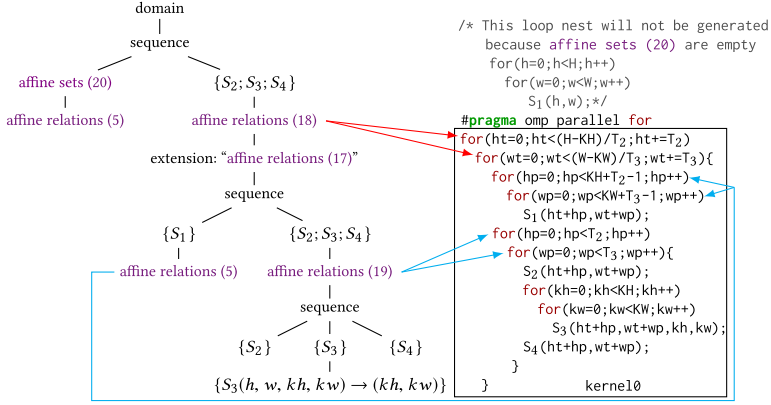 domain
sequence
affine sets (20)
{S2; S3; S4}
affine relations (5)
affine relations (18)
extension: “affine relations (17)”
sequence
{S1}
{S2; S3; S4}
affine relations (5)
affine relations (19)
sequence
{S2}
{S3}
{S4}
{S3(h, w, kh, kw) → (kh, kw)}
/* This loop nest will not be generated
because affine sets (20) are empty
for(h=0;h<H;h++)
for(w=0;w<W;w++)
S1(h,w);*/
#pragma omp parallel for
for(ht=0;ht<(H-KH)/T2;ht+=T2)
for(wt=0;wt<(W-KW)/T3;wt+=T3){
for(hp=0;hp<KH+T2-1;hp++)
for(wp=0;wp<KW+T3-1;wp++)
S1(ht+hp,wt+wp);
for(hp=0;hp<T2;hp++)
for(wp=0;wp<T3;wp++){
S2(ht+hp,wt+wp);
for(kh=0;kh<KH;kh++)
for(kw=0;kw<KW;kw++)
S3(ht+hp,wt+wp,kh,kw);
S4(ht+hp,wt+wp);
}
} kernel0